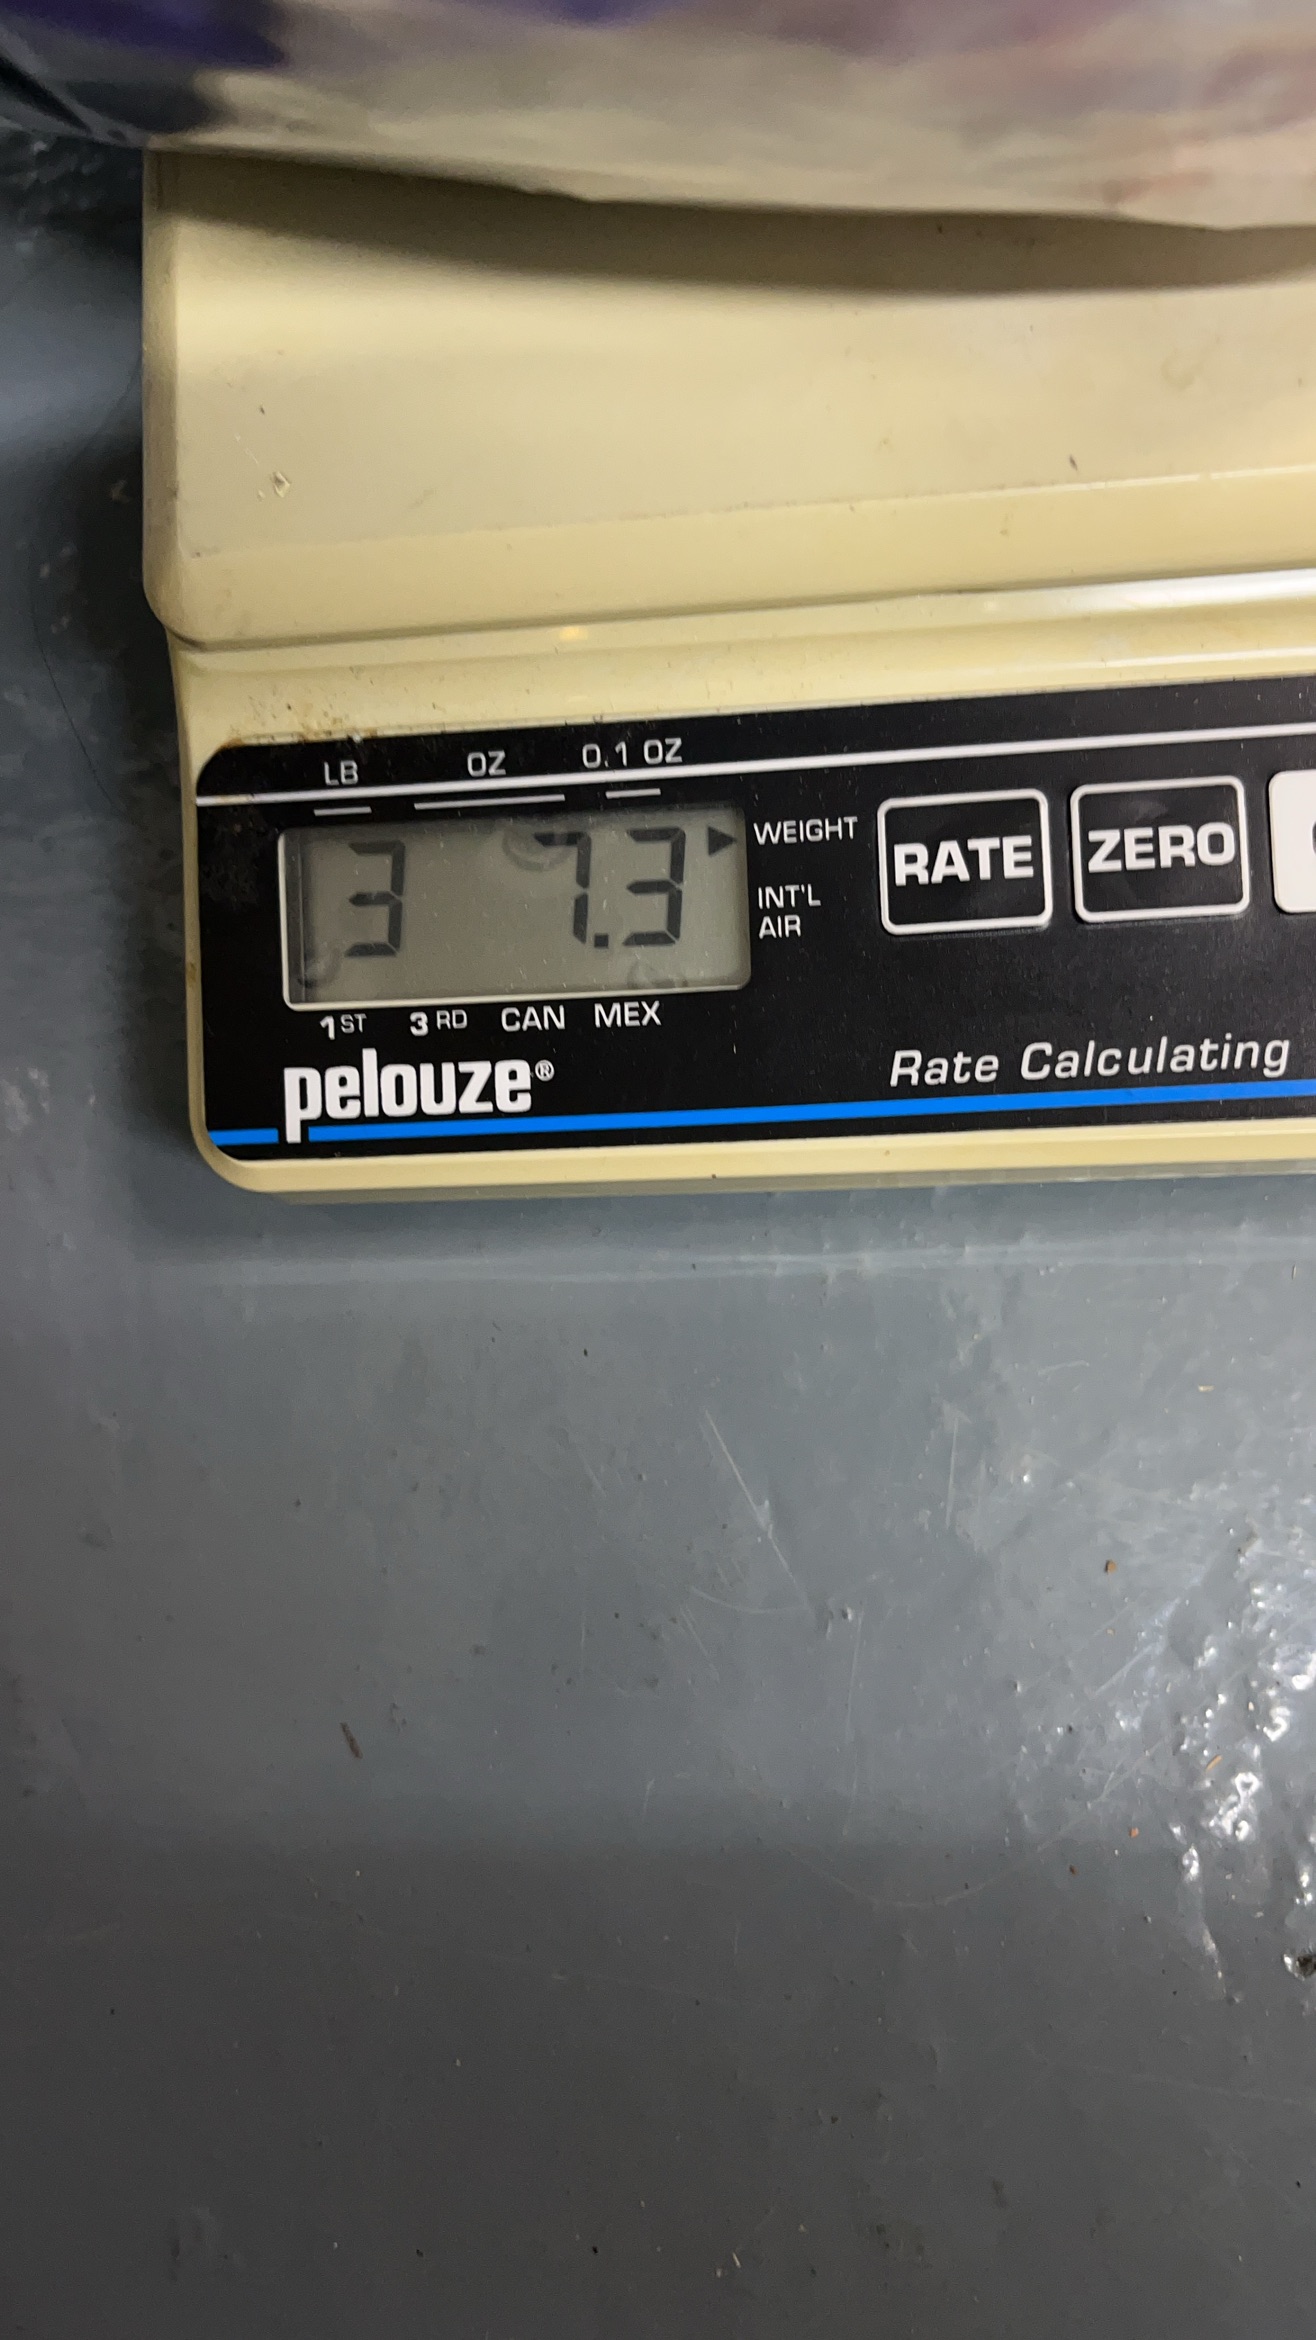 LB OZ 0.1 OZ
3 7.3 WEIGHT
INT'L
AIR
RATE
ZERO
1ST 3RD CAN MEX
pelouze®
Rate Calculating